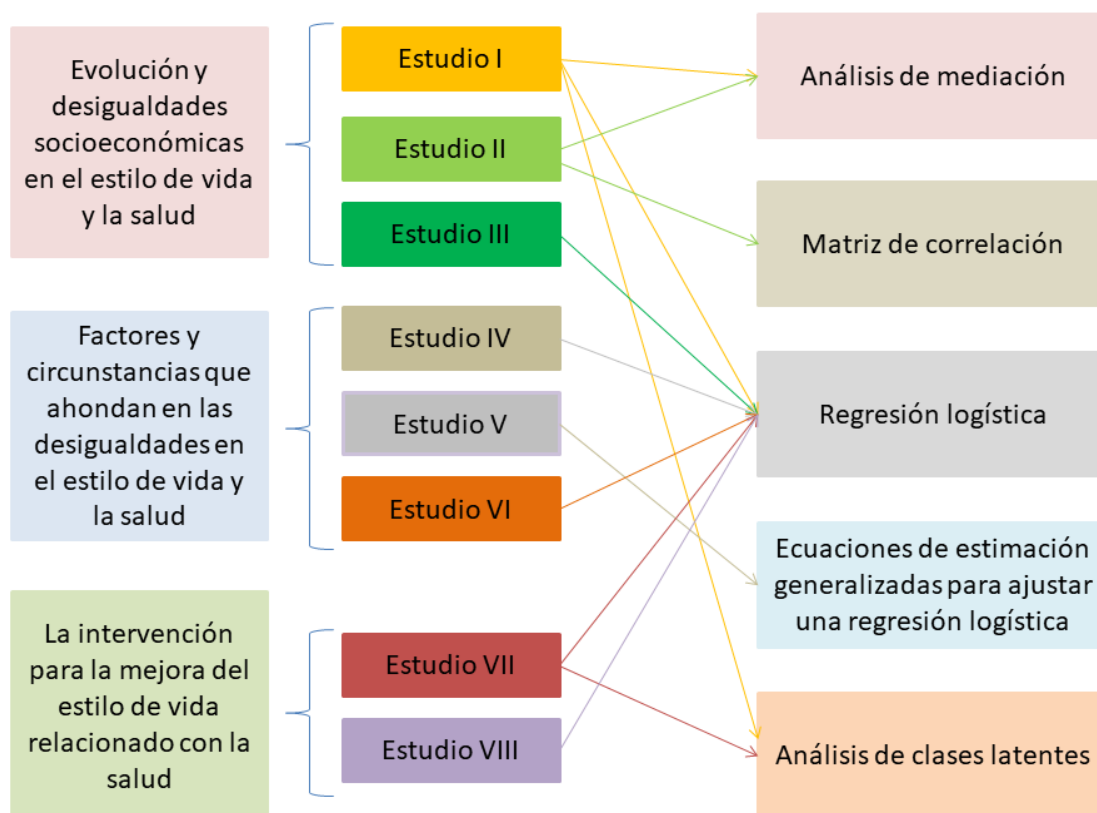 Evolución y
desigualdades
socioeconómicas
en el estilo de vida
y la salud
Estudio I
Estudio II
Estudio III
Análisis de mediación
Matriz de correlación
Factores y
circunstancias que
ahondan en las
desigualdades en
el estilo de vida y
la salud
Estudio IV
Estudio V
Estudio VI
Regresión logística
Ecuaciones de estimación
generalizadas para ajustar
una regresión logística
La intervención
para la mejora del
estilo de vida
relacionado con la
salud
Estudio VII
Estudio VIII
Análisis de clases latentes